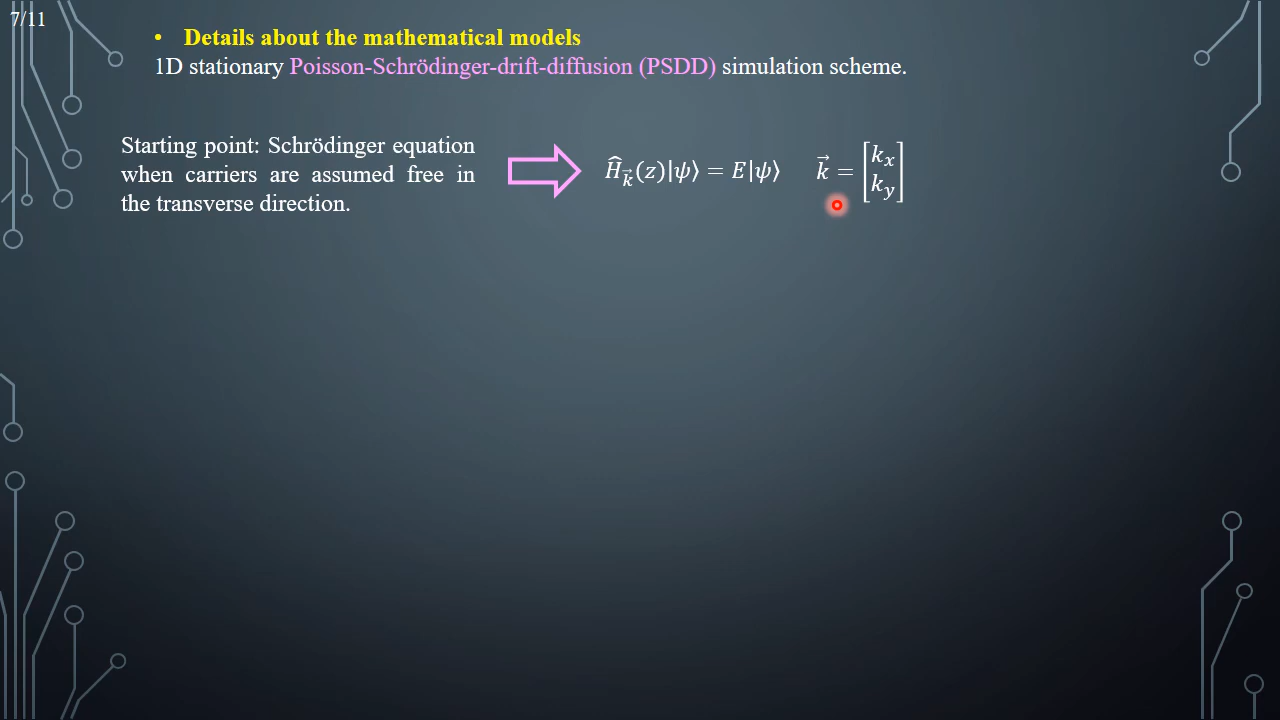 7/11
• Details about the mathematical models
1D stationary Poisson-Schrödinger-drift-diffusion (PSDD) simulation scheme.
Starting point: Schrödinger equation
when carriers are assumed free in
the transverse direction.
Ĥ_k⃗(z)|ψ⟩ = E|ψ⟩   k⃗ = [k_x k_y]